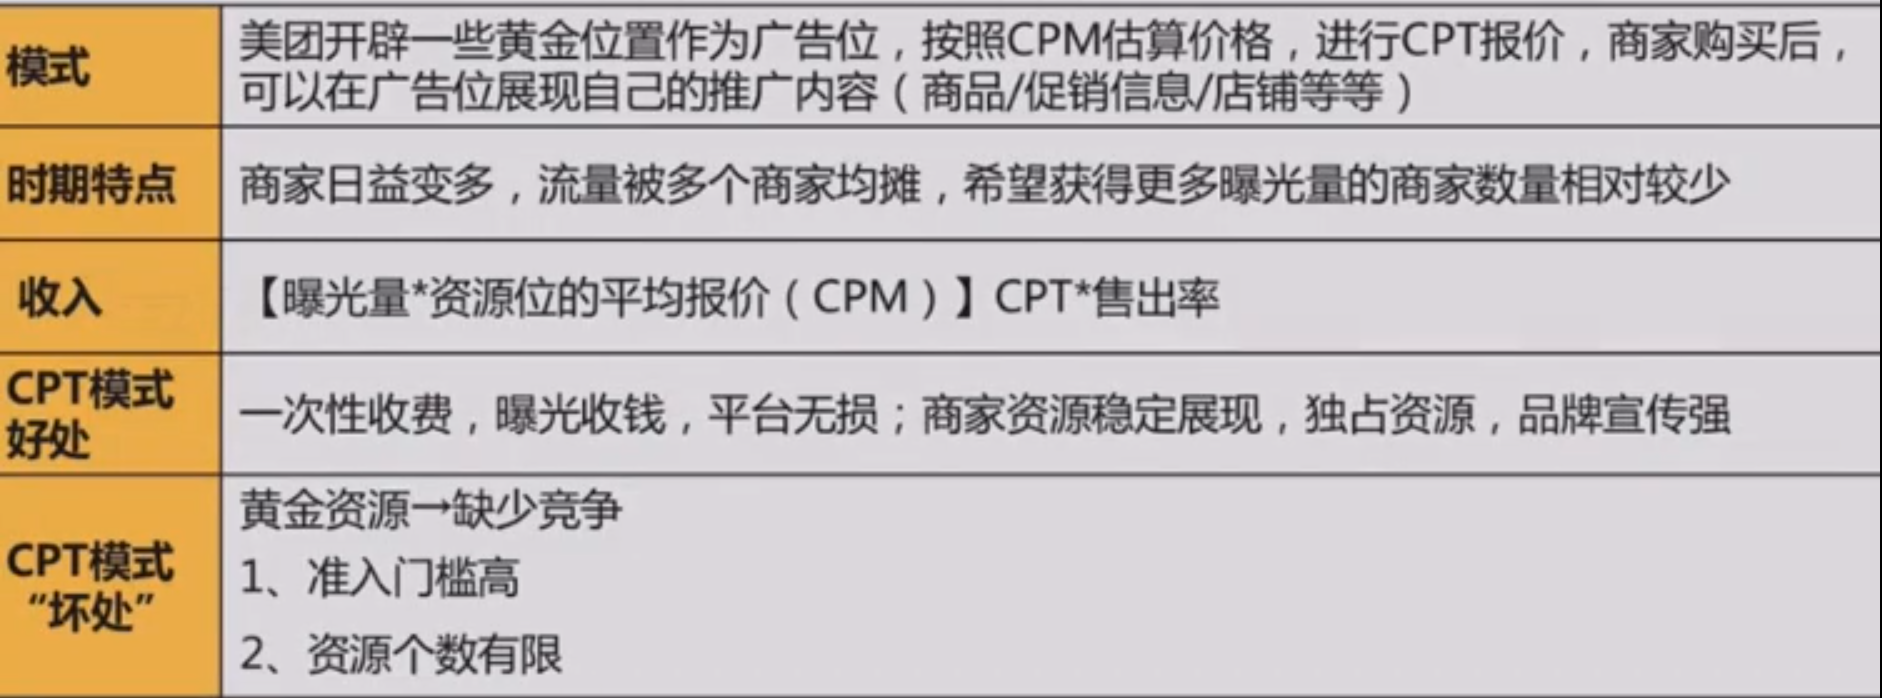 模式
美团开辟一些黄金位置作为广告位，按照CPM估算价格，进行CPT报价，商家购买后，
可以在广告位展现自己的推广内容（商品/促销信息/店铺等等）
时期特点
商家日益变多，流量被多个商家均摊，希望获得更多曝光量的商家数量相对较少
收入
【曝光量*资源位的平均报价（CPM）】CPT*售出率
CPT模式
好处
一次性收费，曝光收钱，平台无损；商家资源稳定展现，独占资源，品牌宣传强
CPT模式
“坏处”
黄金资源→缺少竞争
1、准入门槛高
2、资源个数有限